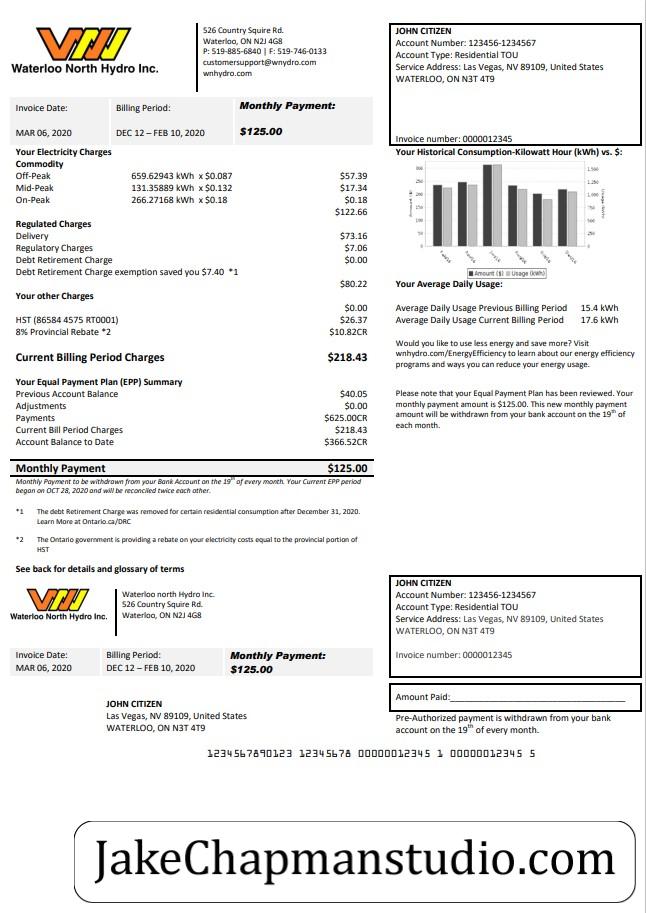 Waterloo North Hydro Inc.
526 Country Squire Rd.
Waterloo, ON N2J 4G8
P: 519-885-6840 | F: 519-746-0133
customersupport@wnydro.com
wnhydro.com
JOHN CITIZEN
Account Number: 123456-1234567
Account Type: Residential TOU
Service Address: Las Vegas, NV 89109, United States
WATERLOO, ON N3T 4T9
Invoice number: 0000012345
Invoice Date: Billing Period: Monthly Payment:
MAR 06, 2020 DEC 12 – FEB 10, 2020 $125.00
Your Electricity Charges
Commodity
Off-Peak 659.62943 kWh x $0.087 $57.39
Mid-Peak 131.35889 kWh x $0.132 $17.34
On-Peak 266.27168 kWh x $0.18 $0.18
$122.66
Regulated Charges
Delivery $73.16
Regulatory Charges $7.06
Debt Retirement Charge $0.00
Debt Retirement Charge exemption saved you $7.40 *1
$80.22
Your other Charges
$0.00
HST (86584 4575 RT0001) $26.37
8% Provincial Rebate *2 $10.82CR
Current Billing Period Charges $218.43
Your Equal Payment Plan (EPP) Summary
Previous Account Balance $40.05
Adjustments $0.00
Payments $625.00CR
Current Bill Period Charges $218.43
Account Balance to Date $366.52CR
Monthly Payment $125.00
Monthly Payment to be withdrawn from your Bank Account on the 19th of every month. Your Current EPP period
began on OCT 28, 2020 and will be reconciled twice each other.
*1 The debt Retirement Charge was removed for certain residential consumption after December 31, 2020.
Learn More at Ontario.ca/DRC
*2 The Ontario government is providing a rebate on your electricity costs equal to the provincial portion of
HST
See back for details and glossary of terms
Your Historical Consumption-Kilowatt Hour (kWh) vs. $:
300
250
200
150
100
50
0
1,500
1,250
1,000
750
500
250
0
Amount ($) Usage (kWh)
Your Average Daily Usage:
Average Daily Usage Previous Billing Period 15.4 kWh
Average Daily Usage Current Billing Period 17.6 kWh
Would you like to use less energy and save more? Visit
wnhydro.com/EnergyEfficiency to learn about our energy efficiency
programs and ways you can reduce your energy usage.
Please note that your Equal Payment Plan has been reviewed. Your
monthly payment amount is $125.00. This new monthly payment
amount will be withdrawn from your bank account on the 19th of
each month.
Waterloo North Hydro Inc.
Waterloo north Hydro Inc.
526 Country Squire Rd.
Waterloo, ON N2J 4G8
JOHN CITIZEN
Account Number: 123456-1234567
Account Type: Residential TOU
Service Address: Las Vegas, NV 89109, United States
WATERLOO, ON N3T 4T9
Invoice number: 0000012345
Invoice Date: Billing Period: Monthly Payment:
MAR 06, 2020 DEC 12 – FEB 10, 2020 $125.00
Amount Paid:
JOHN CITIZEN
Las Vegas, NV 89109, United States
WATERLOO, ON N3T 4T9
Pre-Authorized payment is withdrawn from your bank
account on the 19th of every month.
1234567890123 12345678 00000012345 1 00000012345 5
JakeChapmanstudio.com